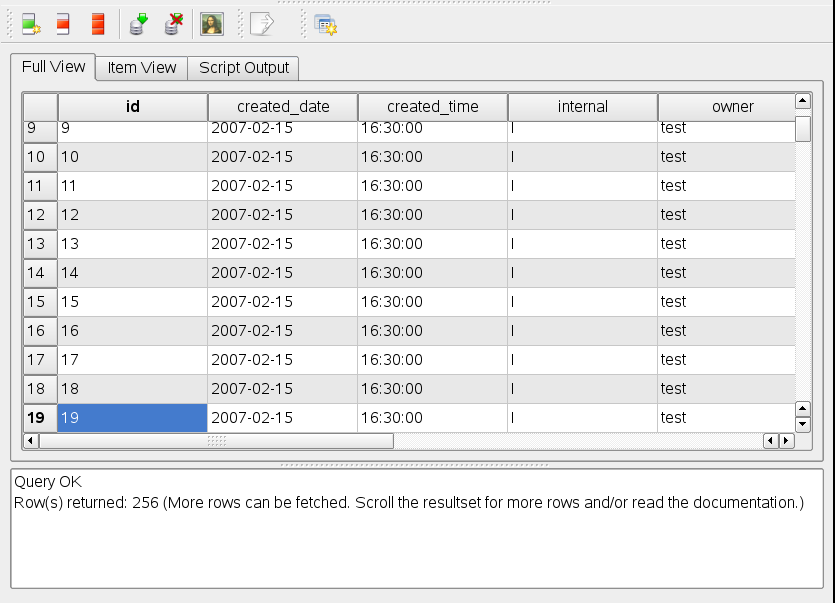 Full View Item View Script Output
id created_date created_time internal owner
9 9 2007-02-15 16:30:00 I test
10 10 2007-02-15 16:30:00 I test
11 11 2007-02-15 16:30:00 I test
12 12 2007-02-15 16:30:00 I test
13 13 2007-02-15 16:30:00 I test
14 14 2007-02-15 16:30:00 I test
15 15 2007-02-15 16:30:00 I test
16 16 2007-02-15 16:30:00 I test
17 17 2007-02-15 16:30:00 I test
18 18 2007-02-15 16:30:00 I test
19 19 2007-02-15 16:30:00 I test
Query OK
Row(s) returned: 256 (More rows can be fetched. Scroll the resultset for more rows and/or read the documentation.)